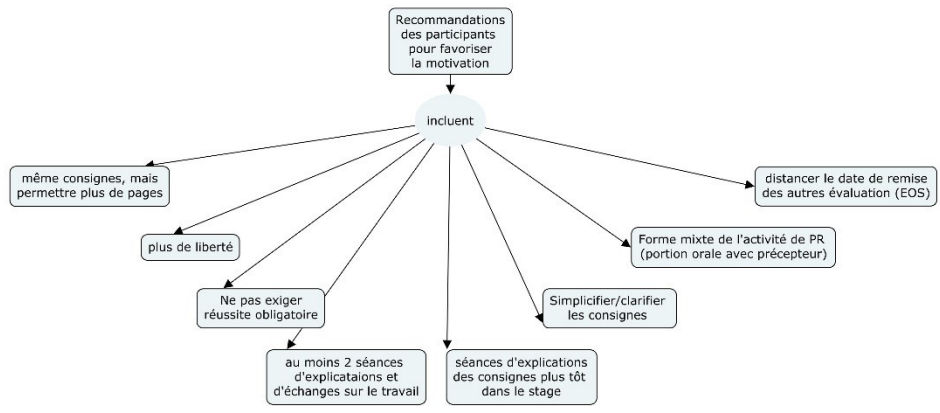 Recommandations
des participants
pour favoriser
la motivation
incluent
même consignes, mais
permettre plus de pages
distancer le date de remise
des autres évaluation (EOS)
plus de liberté
Forme mixte de l'activité de PR
(portion orale avec précepteur)
Ne pas exiger
réussite obligatoire
Simplicifier/clarifier
les consignes
au moins 2 séances
d'explicataions et
d'échanges sur le travail
séances d'explications
des consignes plus tôt
dans le stage